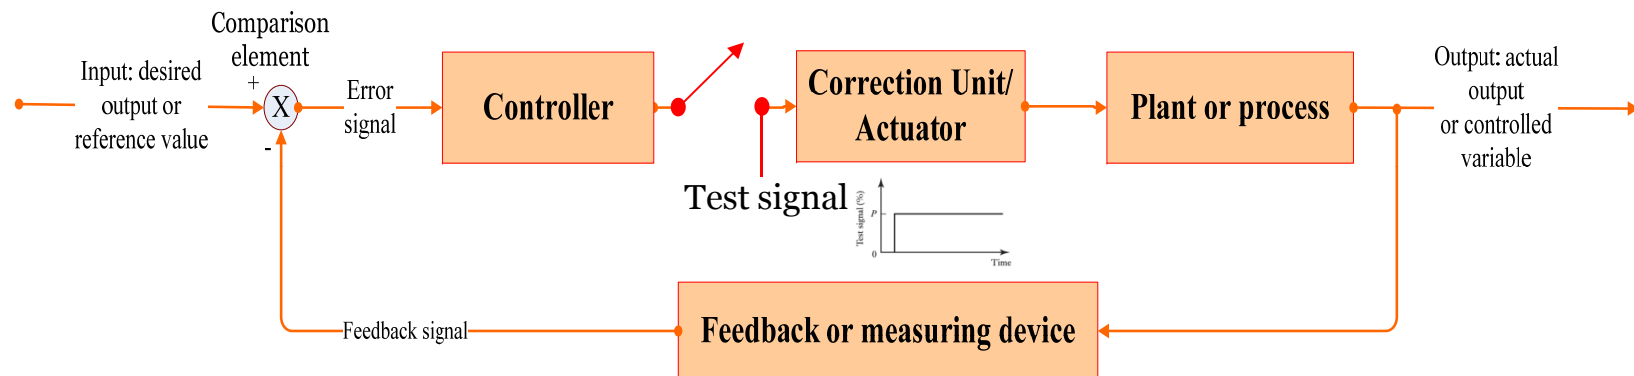 Comparison
element
Input: desired
output or
reference value
+
-
X
Error
signal
Controller
Correction Unit/
Actuator
Plant or process
Output: actual
output
or controlled
variable
Test signal
Test signal (%)
P
0
Time
Feedback signal
Feedback or measuring device